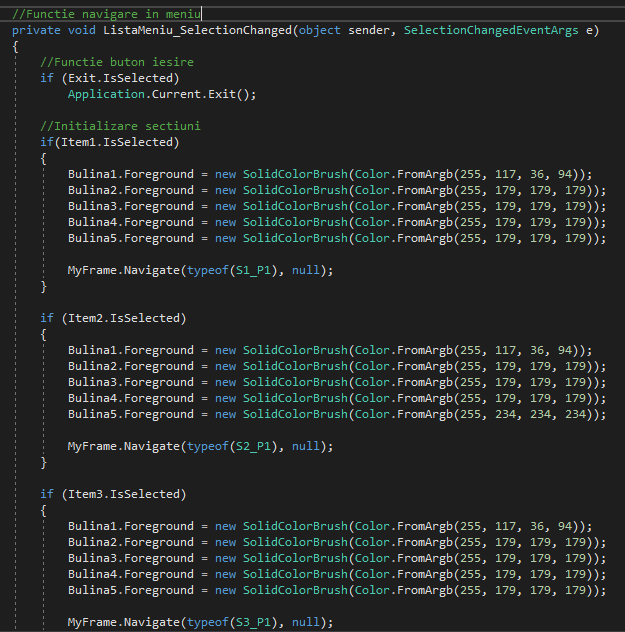 //Functie navigare in meniu
private void ListaMeniu_SelectionChanged(object sender, SelectionChangedEventArgs e)
{
//Functie buton iesire
if (Exit.IsSelected)
Application.Current.Exit();
//Initializare sectiuni
if(Item1.IsSelected)
{
Bulina1.Foreground = new SolidColorBrush(Color.FromArgb(255, 117, 36, 94));
Bulina2.Foreground = new SolidColorBrush(Color.FromArgb(255, 179, 179, 179));
Bulina3.Foreground = new SolidColorBrush(Color.FromArgb(255, 179, 179, 179));
Bulina4.Foreground = new SolidColorBrush(Color.FromArgb(255, 179, 179, 179));
Bulina5.Foreground = new SolidColorBrush(Color.FromArgb(255, 179, 179, 179));
MyFrame.Navigate(typeof(S1_P1), null);
}
if (Item2.IsSelected)
{
Bulina1.Foreground = new SolidColorBrush(Color.FromArgb(255, 117, 36, 94));
Bulina2.Foreground = new SolidColorBrush(Color.FromArgb(255, 179, 179, 179));
Bulina3.Foreground = new SolidColorBrush(Color.FromArgb(255, 179, 179, 179));
Bulina4.Foreground = new SolidColorBrush(Color.FromArgb(255, 179, 179, 179));
Bulina5.Foreground = new SolidColorBrush(Color.FromArgb(255, 234, 234, 234));
MyFrame.Navigate(typeof(S2_P1), null);
}
if (Item3.IsSelected)
{
Bulina1.Foreground = new SolidColorBrush(Color.FromArgb(255, 117, 36, 94));
Bulina2.Foreground = new SolidColorBrush(Color.FromArgb(255, 179, 179, 179));
Bulina3.Foreground = new SolidColorBrush(Color.FromArgb(255, 179, 179, 179));
Bulina4.Foreground = new SolidColorBrush(Color.FromArgb(255, 179, 179, 179));
Bulina5.Foreground = new SolidColorBrush(Color.FromArgb(255, 179, 179, 179));
MyFrame.Navigate(typeof(S3_P1), null);